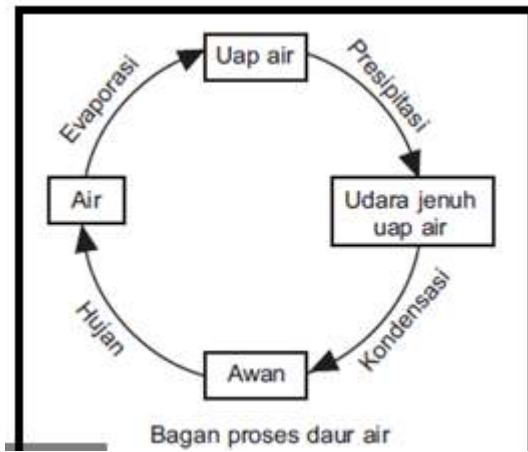 Uap air
Evaporasi
Presipitasi
Air
Udara jenuh
uap air
Hujan
Kondensasi
Awan
Bagan proses daur air